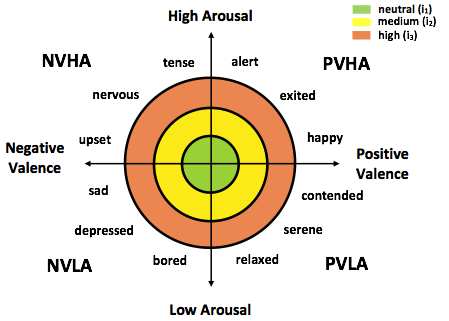 High Arousal
neutral (i₁)
medium (i₂)
high (i₃)
NVHA
tense
alert
PVHA
nervous
exited
upset
happy
Negative
Valence
Positive
Valence
sad
contended
depressed
serene
NVLA
bored
relaxed
PVLA
Low Arousal